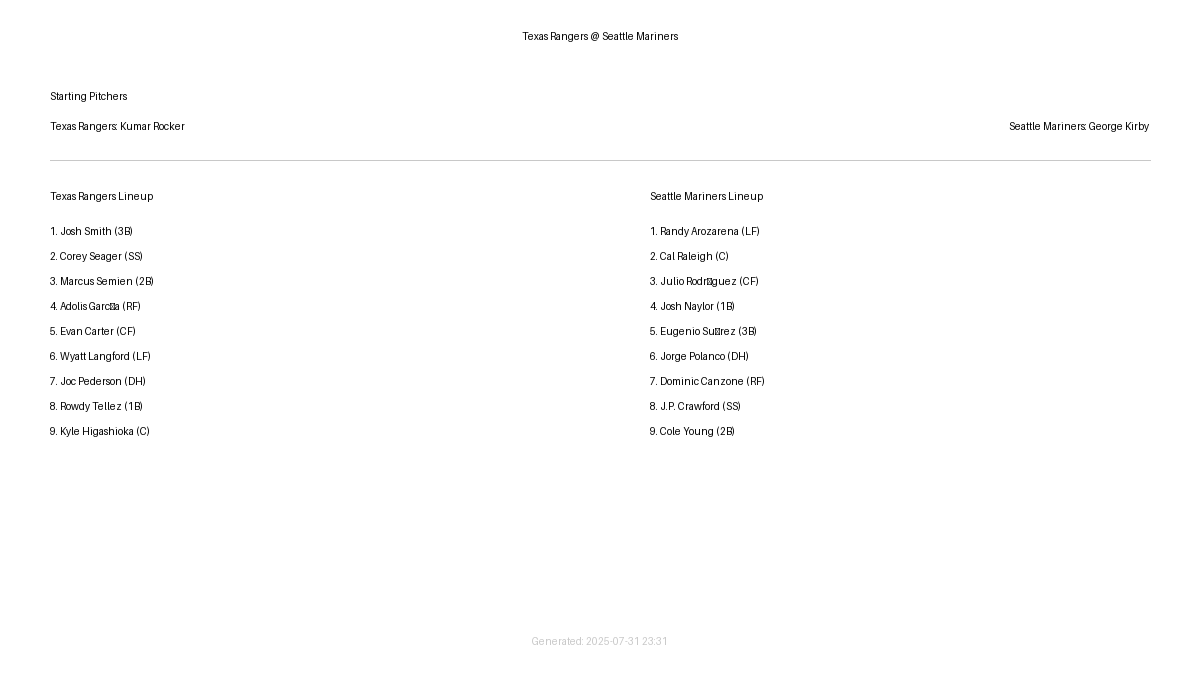 Texas Rangers @ Seattle Mariners
Starting Pitchers
Texas Rangers: Kumar Rocker
Seattle Mariners: George Kirby
Texas Rangers Lineup
1. Josh Smith (3B)
2. Corey Seager (SS)
3. Marcus Semien (2B)
4. Adolis Garc□a (RF)
5. Evan Carter (CF)
6. Wyatt Langford (LF)
7. Joc Pederson (DH)
8. Rowdy Tellez (1B)
9. Kyle Higashioka (C)
Seattle Mariners Lineup
1. Randy Arozarena (LF)
2. Cal Raleigh (C)
3. Julio Rodr□guez (CF)
4. Josh Naylor (1B)
5. Eugenio Su□rez (3B)
6. Jorge Polanco (DH)
7. Dominic Canzone (RF)
8. J.P. Crawford (SS)
9. Cole Young (2B)
Generated: 2025-07-31 23:31